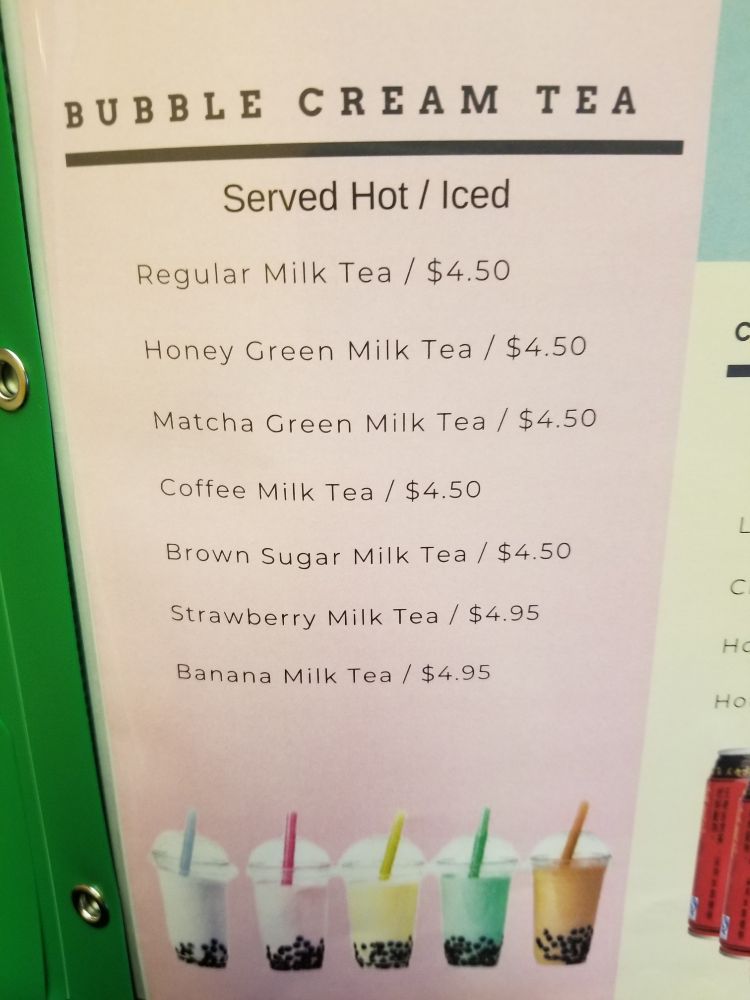 BUBBLE CREAM TEA
Served Hot / Iced
Regular Milk Tea / $4.50
Honey Green Milk Tea / $4.50
Matcha Green Milk Tea / $4.50
Coffee Milk Tea / $4.50
Brown Sugar Milk Tea / $4.50
Strawberry Milk Tea / $4.95
Banana Milk Tea / $4.95